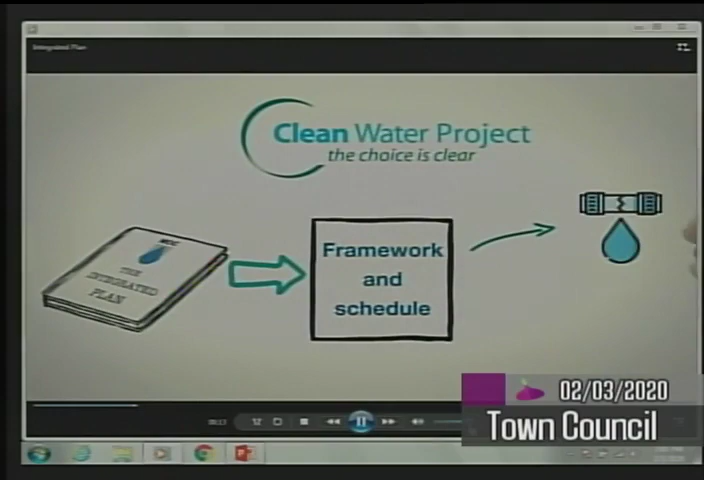 Integrated Plan
Clean Water Project
the choice is clear
MDC
THE
INTEGRATED
PLAN
Framework
and
schedule
02/03/2020
Town Council